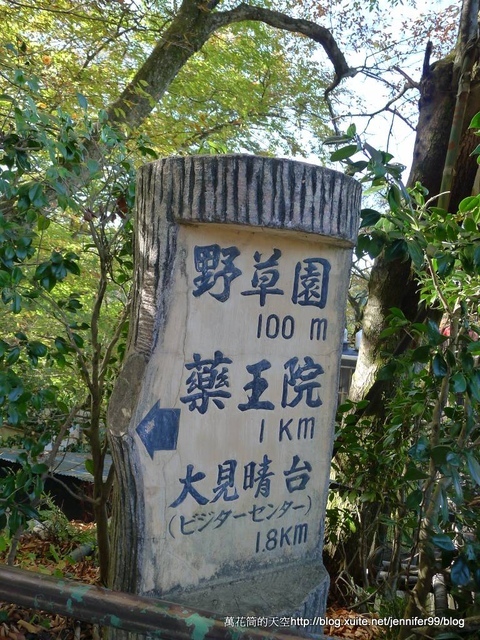 野草園
100 m
薬王院
1 Km
大見晴台
(ビジターセンター)
1.8Km
萬花筒的天空http://blog.xuite.net/jennifer99/blog